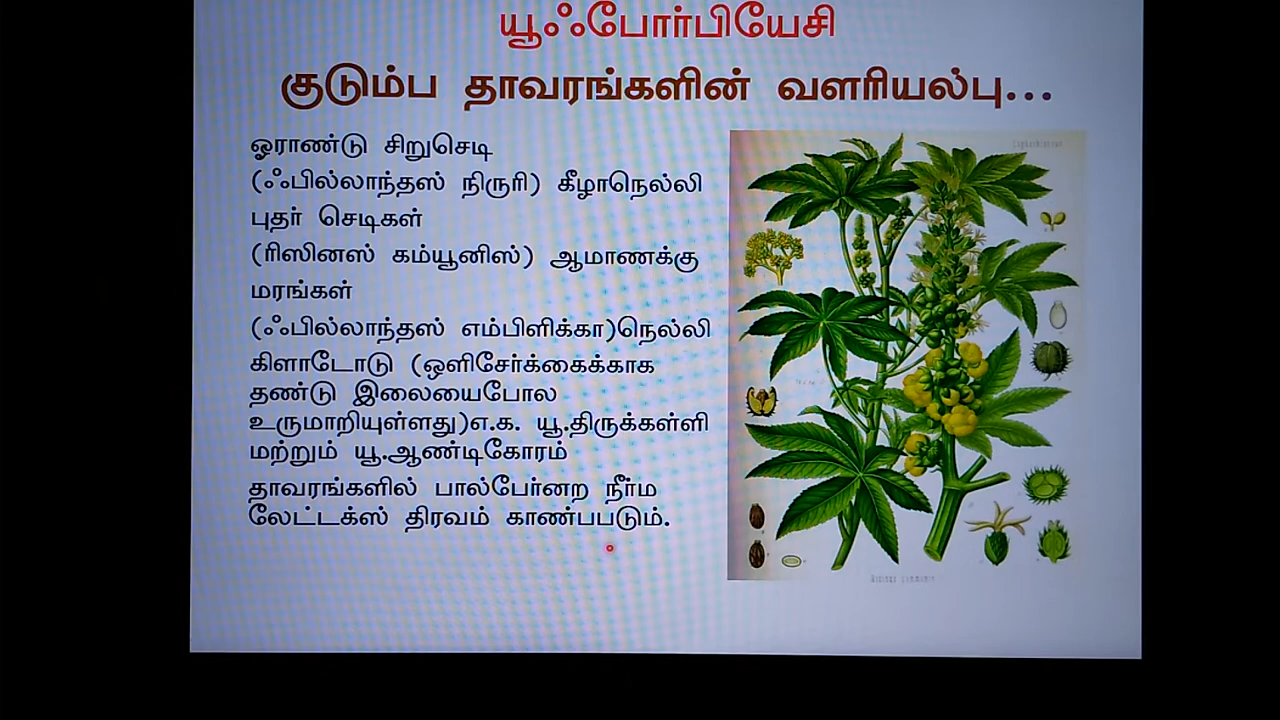 யூஃபோர்பியேசி
குடும்ப தாவரங்களின் வளரியல்பு...
ஓராண்டு சிறுசெடி
(ஃபில்லாந்தஸ் நிருரி) கீழாநெல்லி
புதர் செடிகள்
(ரிஸினஸ் கம்யூனிஸ்) ஆமாணக்கு
மரங்கள்
(ஃபில்லாந்தஸ் எம்பிளிக்கா)நெல்லி
கிளாடோடு (ஒளிசேர்க்கைக்காக
தண்டு இலையைபோல
உருமாறியுள்ளது)எ.க. யூ.திருக்கள்ளி
மற்றும் யூ.ஆண்டிகோரம்
தாவரங்களில் பால்பேர்னற நீர்ம
லேட்டக்ஸ் திரவம் காண்பபடும்.